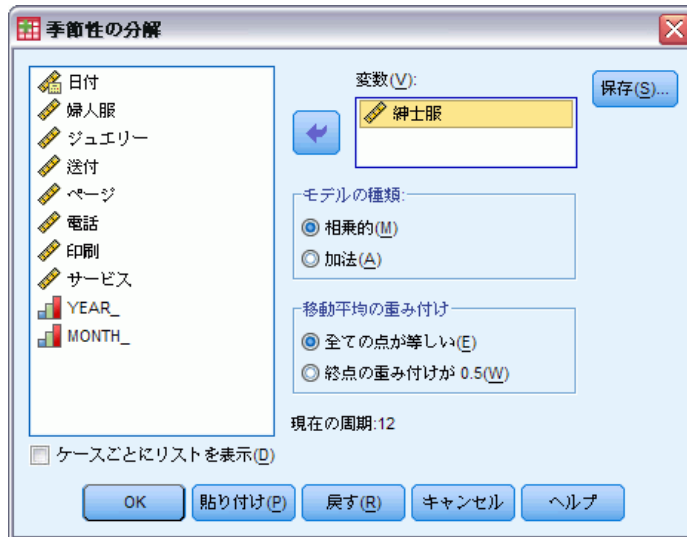 季節性の分解
日付
婦人服
ジュエリー
送付
ページ
電話
印刷
サービス
YEAR_
MONTH_
ケースごとにリストを表示(D)
変数(V):
紳士服
保存(S)...
モデルの種類:
相乗的(M)
加法(A)
移動平均の重み付け
全ての点が等しい(E)
終点の重み付けが 0.5(W)
現在の周期:12
OK
貼り付け(P)
戻す(R)
キャンセル
ヘルプ